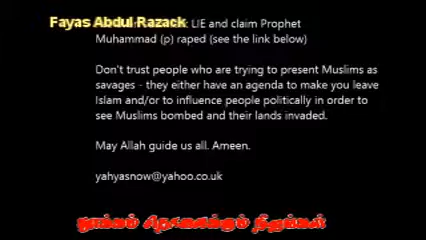 Fayas Abdul Razack
LIE and claim Prophet
Muhammad (p) raped (see the link below)
Don't trust people who are trying to present Muslims as
savages - they either have an agenda to make you leave
Islam and/or to influence people politically in order to
see Muslims bombed and their lands invaded.
May Allah guide us all. Ameen.
yahyasnow@yahoo.co.uk